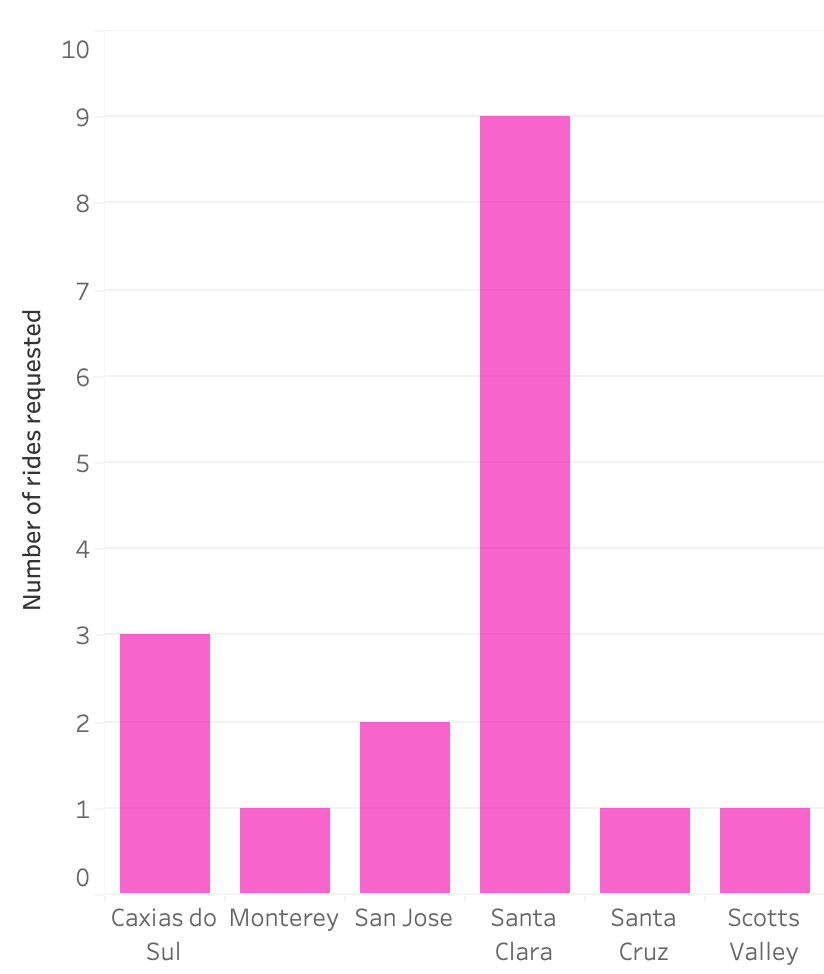 Number of rides requested
10
9
8
7
6
5
4
3
2
1
0
Caxias do
Sul
Monterey
San Jose
Santa
Clara
Santa
Cruz
Scotts
Valley